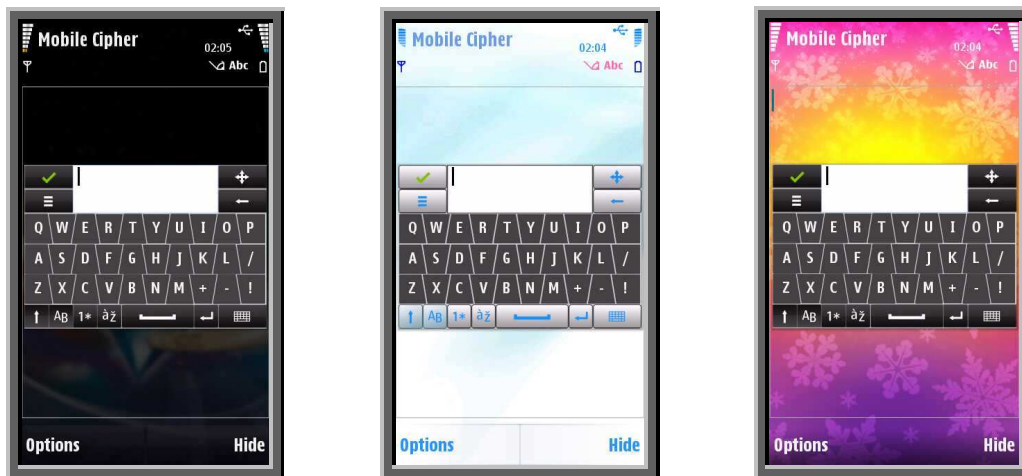 Mobile Cipher
02:05
Abc
Q W E R T Y U I O P
A S D F G H J K L /
Z X C V B N M + - !
AB 1* àž
Options Hide
Mobile Cipher
02:04
Abc
Q W E R T Y U I O P
A S D F G H J K L /
Z X C V B N M + - !
AB 1* àž
Options Hide
Mobile Cipher
02:04
Abc
Q W E R T Y U I O P
A S D F G H J K L /
Z X C V B N M + - !
AB 1* àž
Options Hide